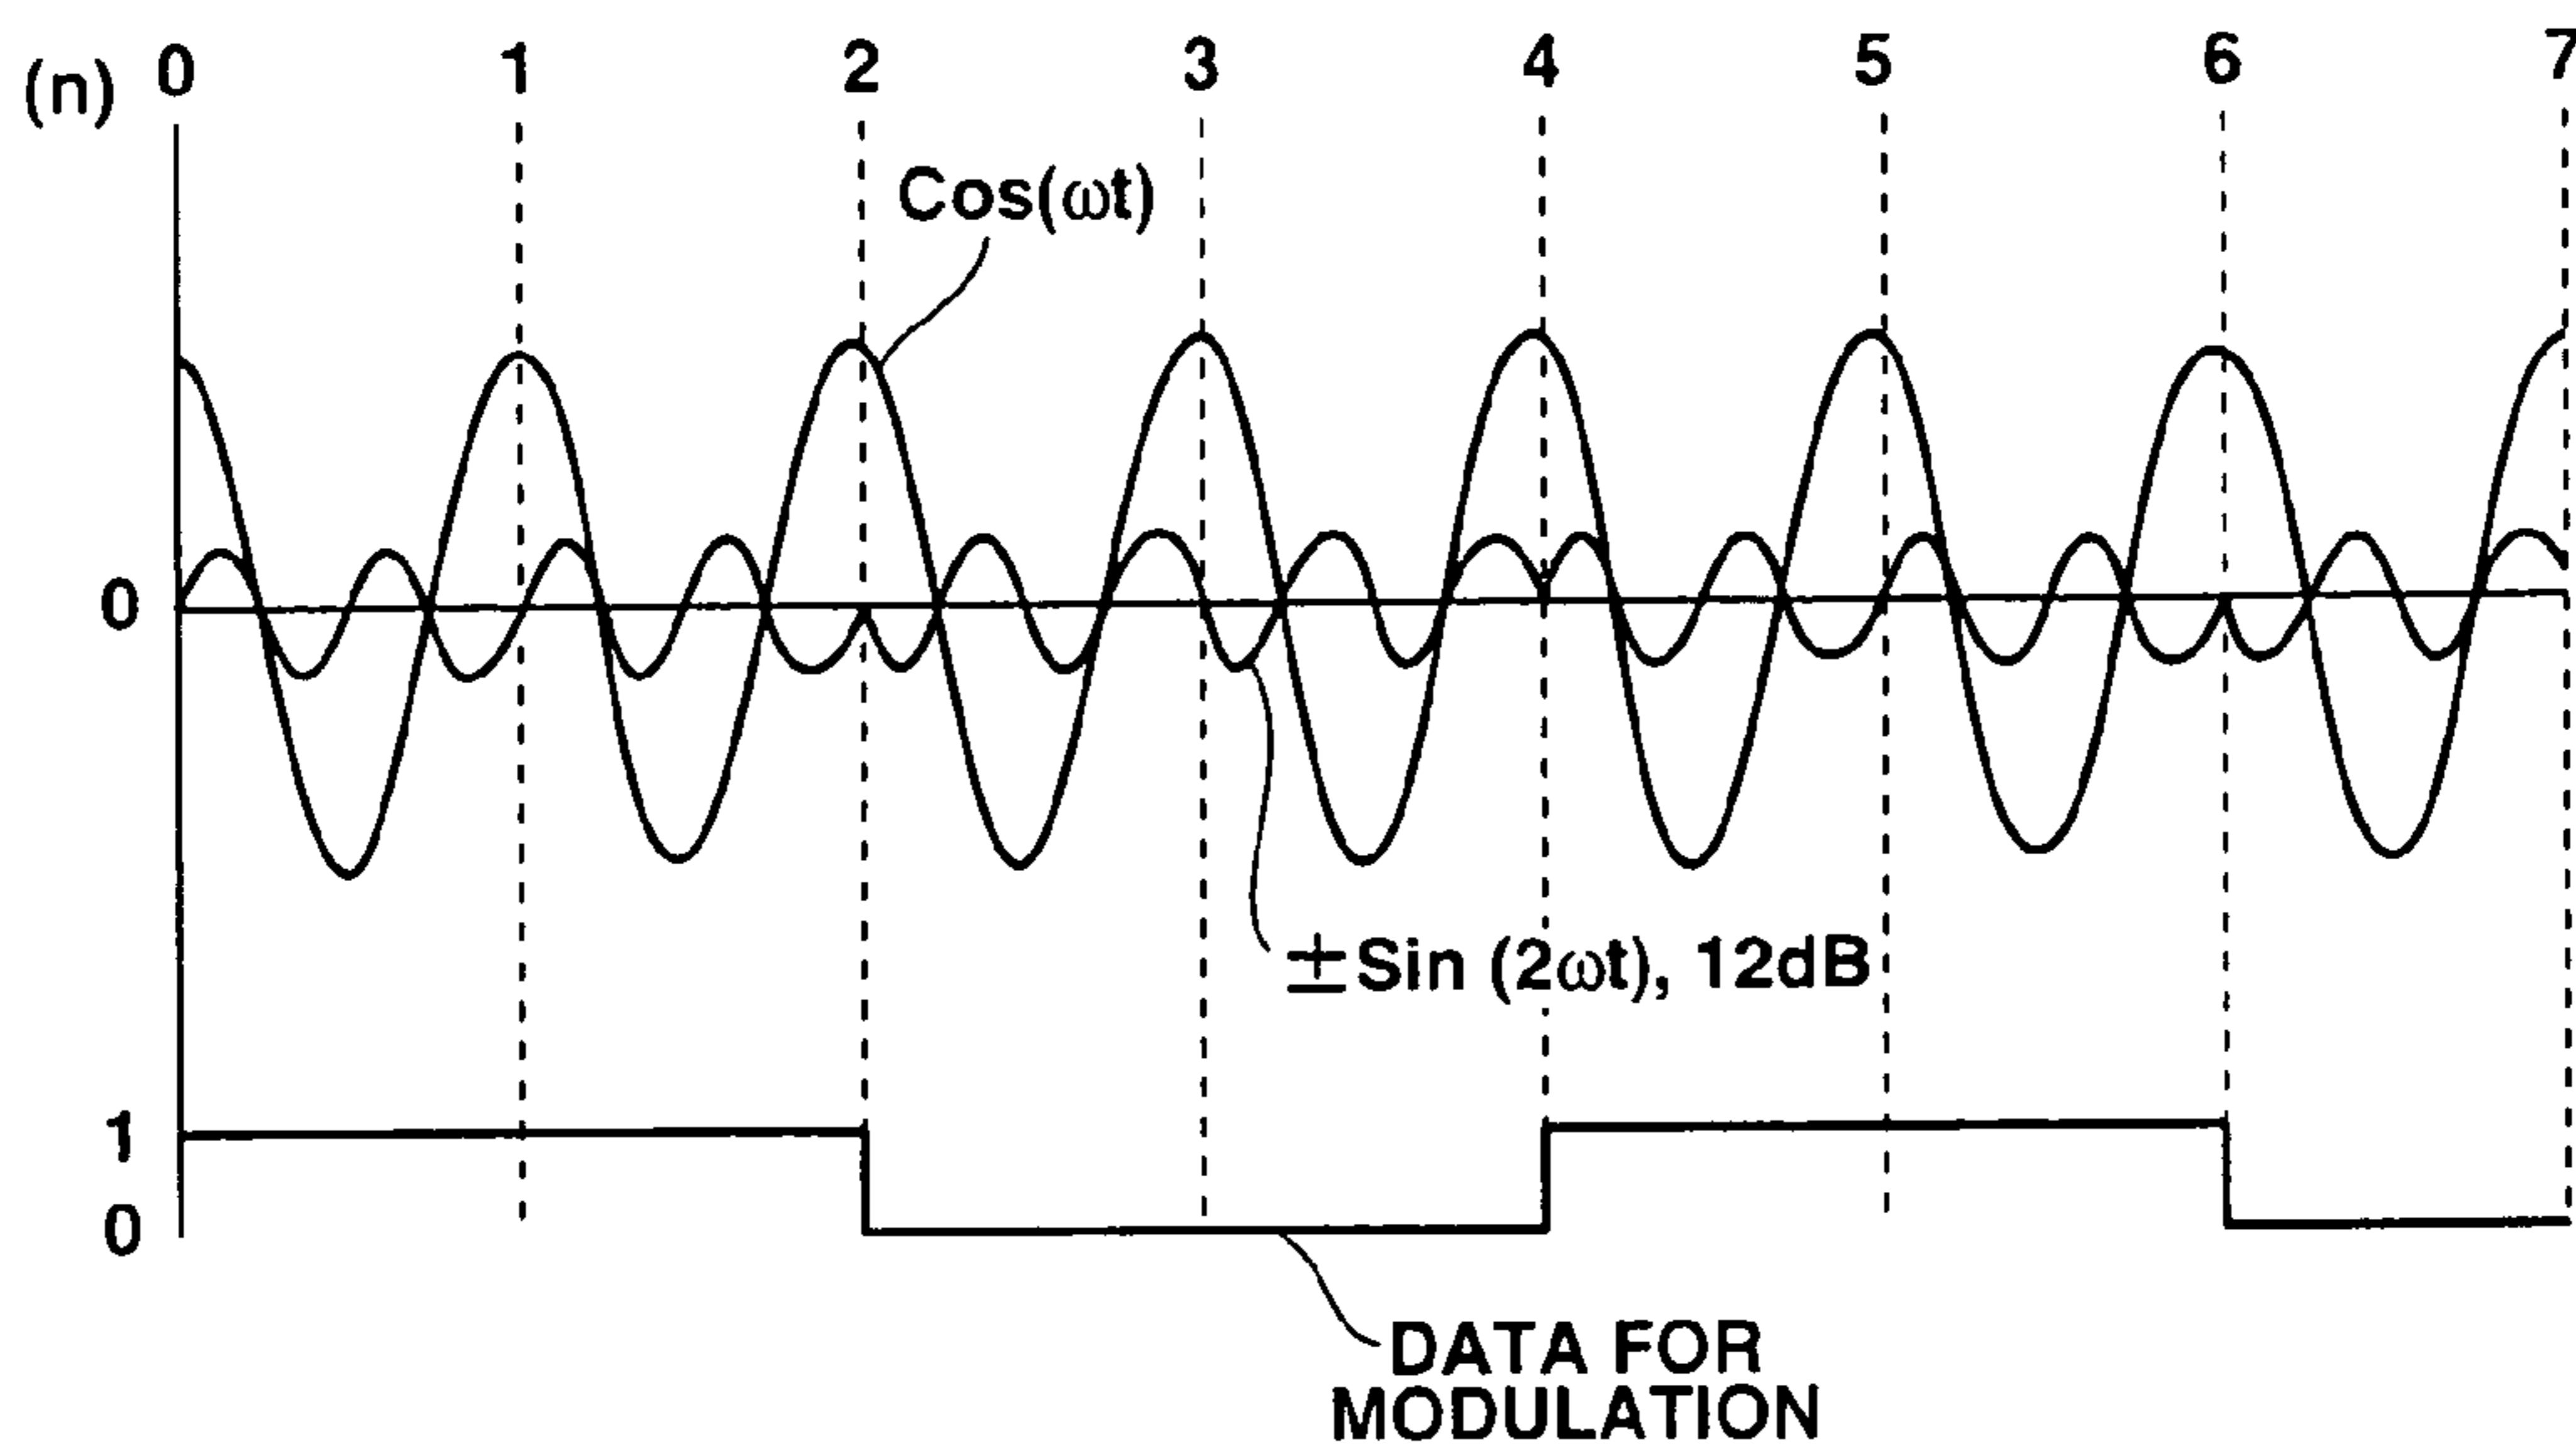 (n) 0 1 2 3 4 5 6 7
Cos(ωt)
0
±Sin (2ωt), 12dB
1
0
DATA FOR
MODULATION